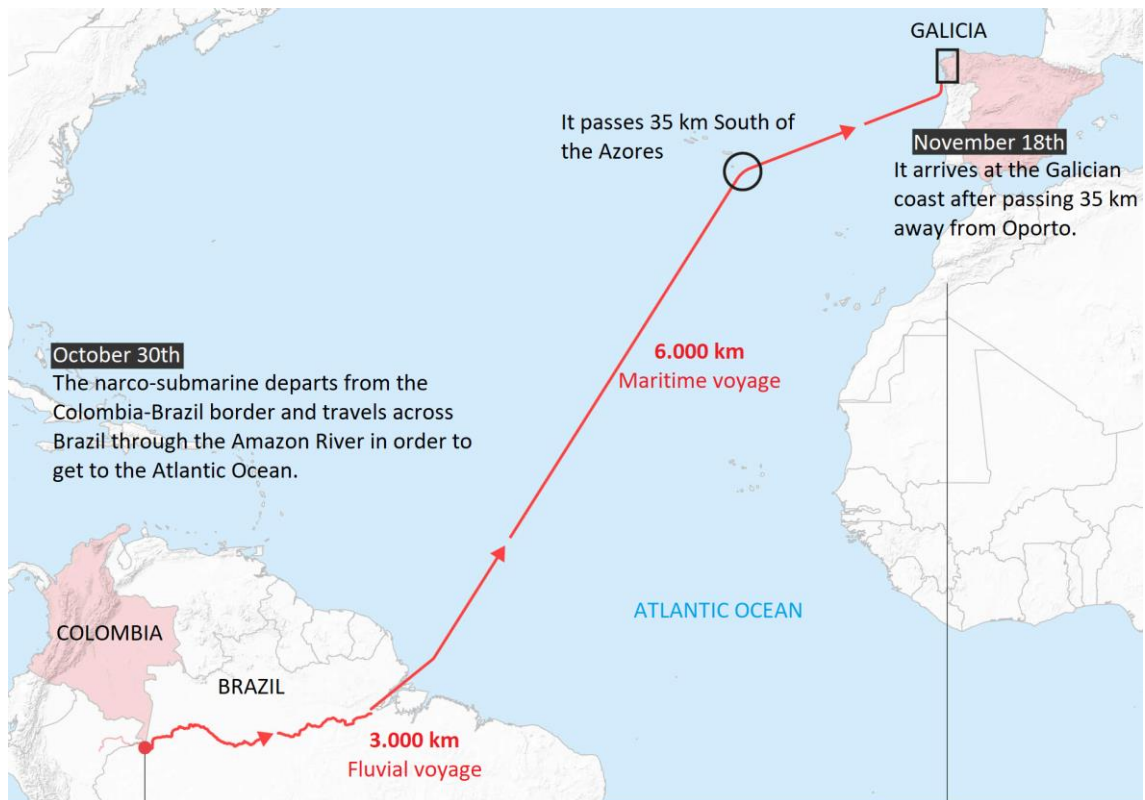 GALICIA
It passes 35 km South of
the Azores
November 18th
It arrives at the Galician
coast after passing 35 km
away from Oporto.
October 30th
The narco-submarine departs from the
Colombia-Brazil border and travels across
Brazil through the Amazon River in order to
get to the Atlantic Ocean.
6.000 km
Maritime voyage
ATLANTIC OCEAN
COLOMBIA
BRAZIL
3.000 km
Fluvial voyage